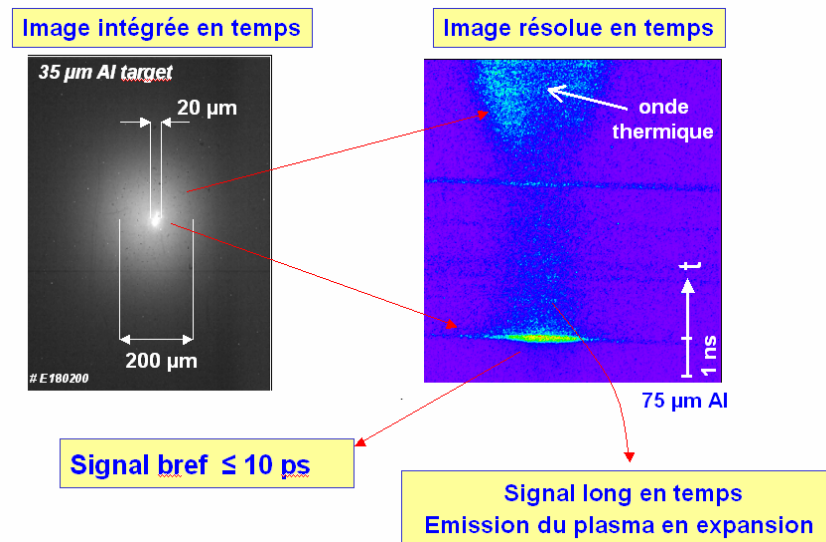 Image intégrée en temps
Image résolue en temps
35 µm Al target
20 µm
200 µm
# E180200
onde
thermique
t
1 ns
75 µm Al
Signal bref ≤ 10 ps
Signal long en temps
Emission du plasma en expansion